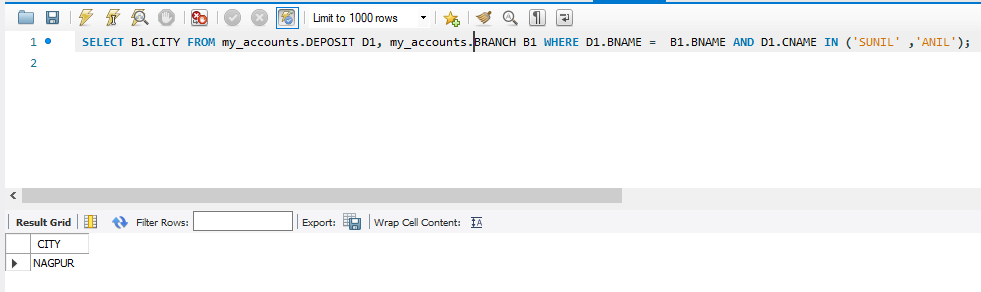 Limit to 1000 rows
1 SELECT B1.CITY FROM my_accounts.DEPOSIT D1, my_accounts.BRANCH B1 WHERE D1.BNAME =  B1.BNAME AND D1.CNAME IN ('SUNIL' ,'ANIL');
2
Result Grid Filter Rows: Export: Wrap Cell Content: IA
CITY
NAGPUR